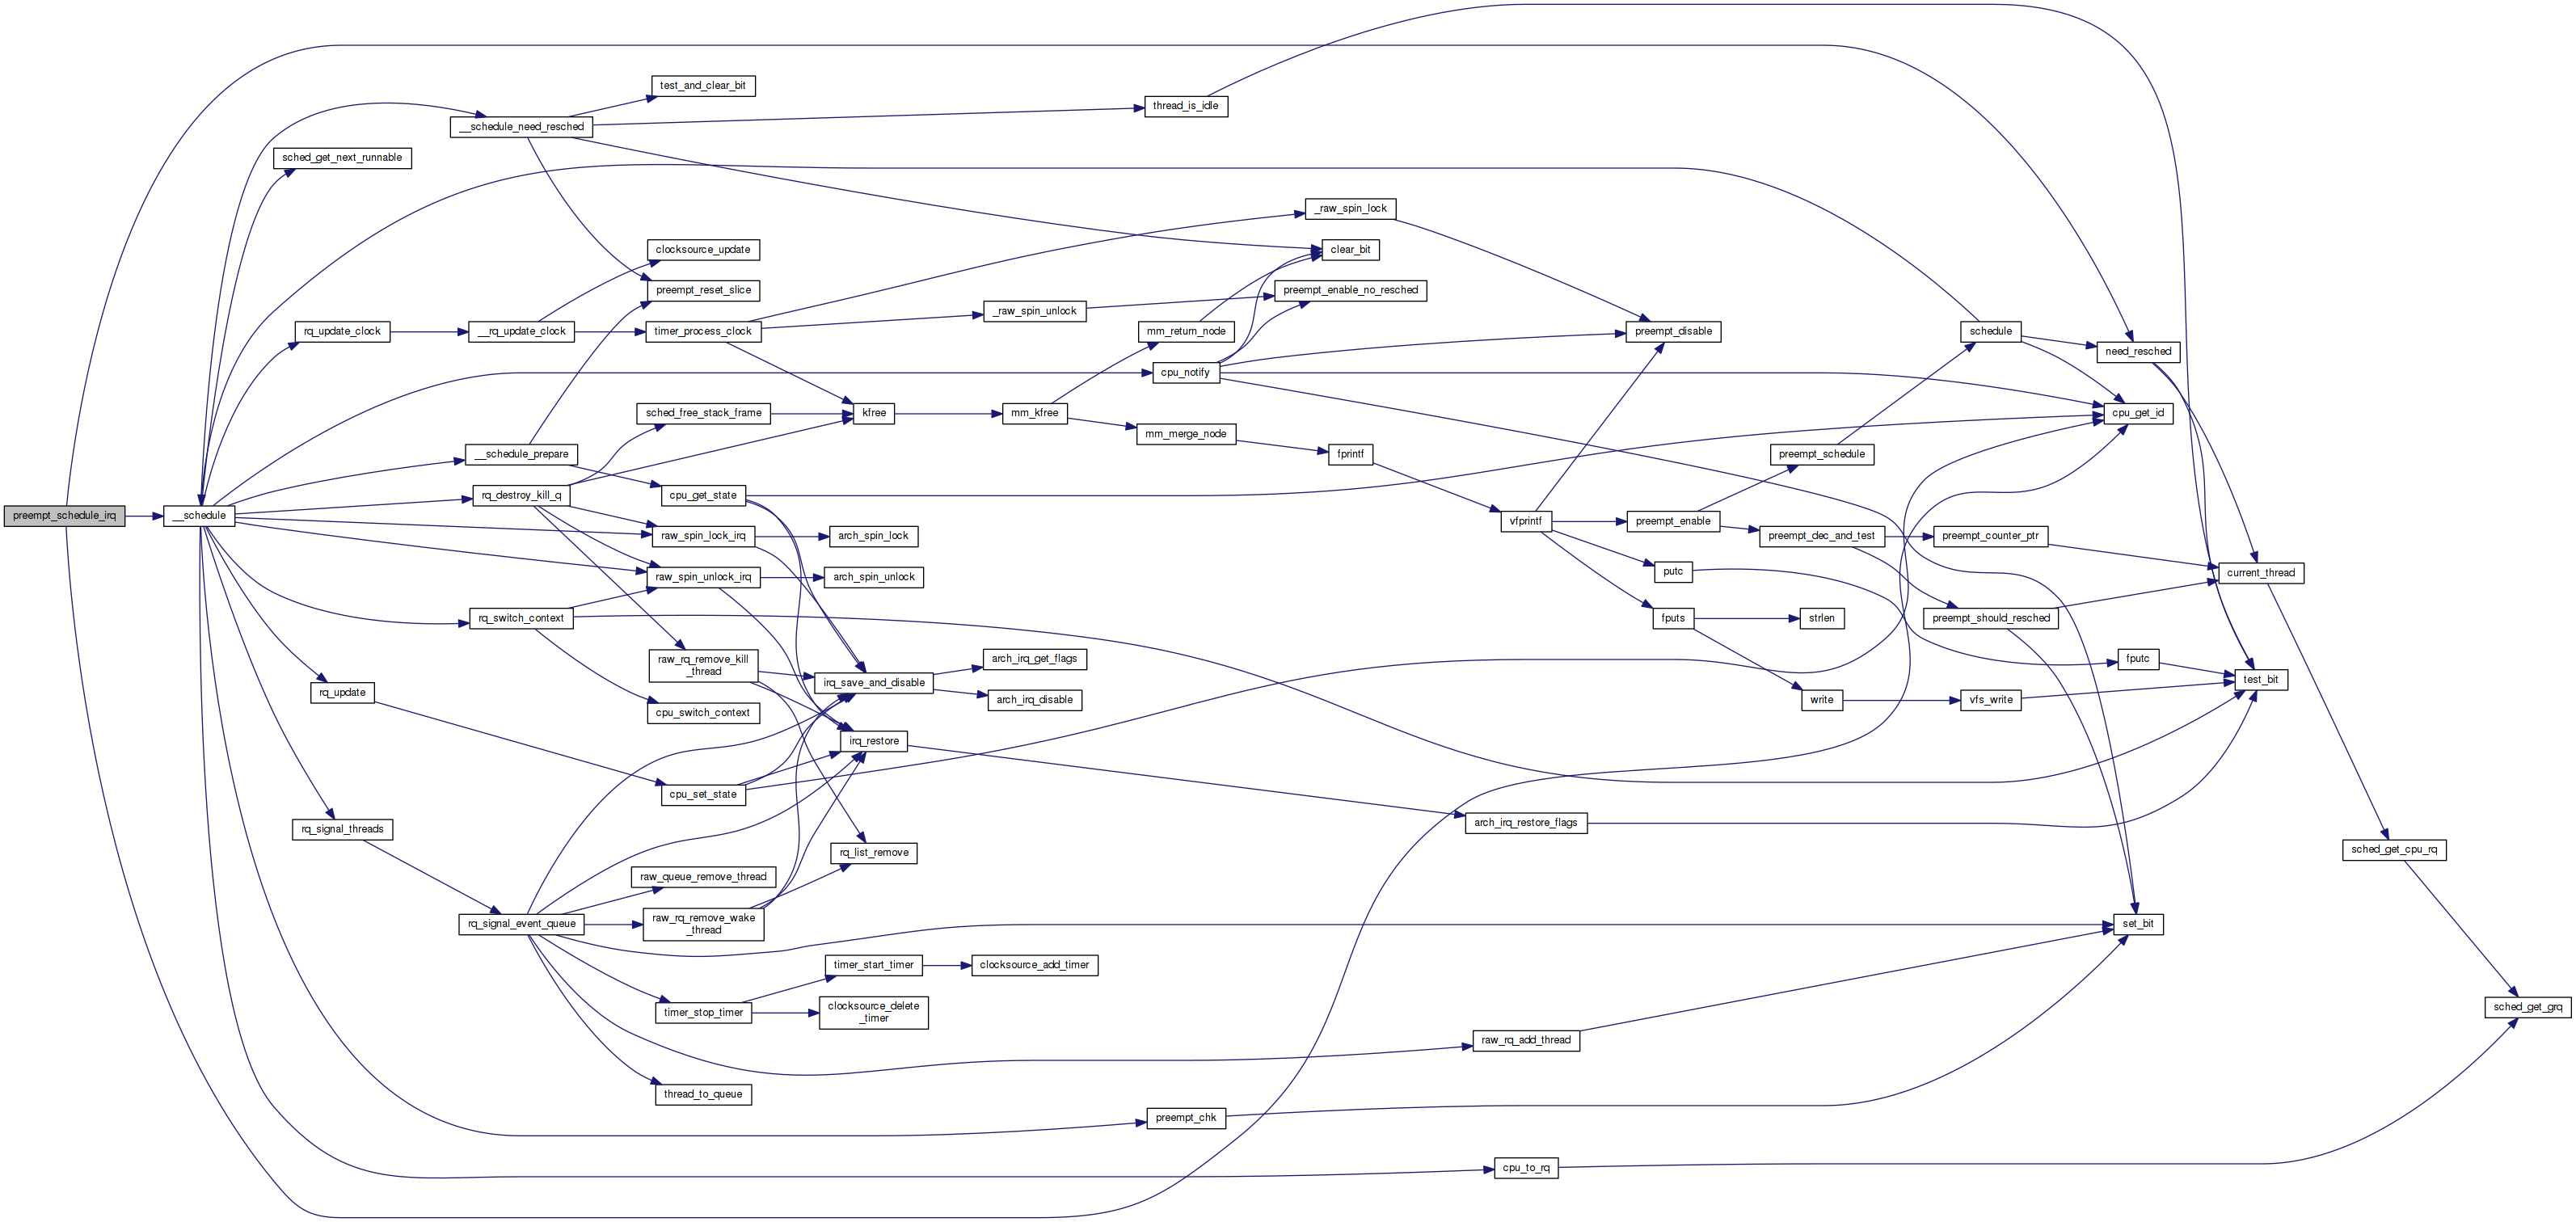 test_and_clear_bit
thread_is_idle
__schedule_need_resched
sched_get_next_runnable
_raw_spin_lock
clocksource_update
clear_bit
preempt_reset_slice
preempt_enable_no_resched
_raw_spin_unlock
rq_update_clock
__rq_update_clock
timer_process_clock
mm_return_node
preempt_disable
schedule
need_resched
cpu_notify
sched_free_stack_frame
kfree
mm_kfree
cpu_get_id
mm_merge_node
__schedule_prepare
fprintf
preempt_schedule
rq_destroy_kill_q
cpu_get_state
preempt_schedule_irq
__schedule
vfprintf
preempt_enable
raw_spin_lock_irq
arch_spin_lock
preempt_dec_and_test
preempt_counter_ptr
raw_spin_unlock_irq
arch_spin_unlock
putc
current_thread
rq_switch_context
fputs
strlen
preempt_should_resched
raw_rq_remove_kill
_thread
arch_irq_get_flags
fputc
irq_save_and_disable
test_bit
rq_update
arch_irq_disable
write
vfs_write
cpu_switch_context
irq_restore
cpu_set_state
arch_irq_restore_flags
rq_signal_threads
rq_list_remove
sched_get_cpu_rq
raw_queue_remove_thread
rq_signal_event_queue
raw_rq_remove_wake
_thread
set_bit
timer_start_timer
clocksource_add_timer
timer_stop_timer
clocksource_delete
_timer
sched_get_grq
raw_rq_add_thread
thread_to_queue
preempt_chk
cpu_to_rq